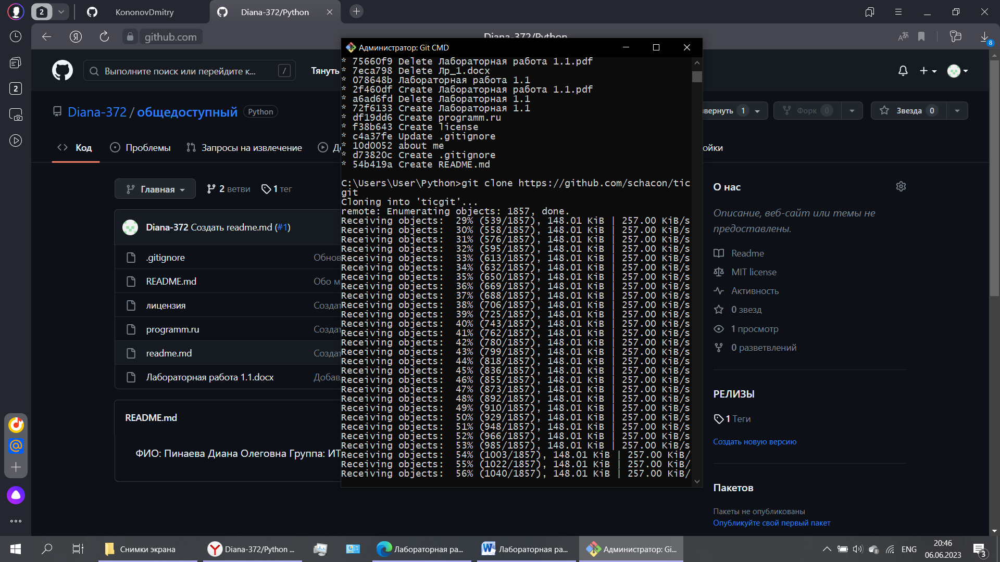 2
KononovDmitry
Diana-372/Python
github.com
Diana-372/Python
8
Выполните поиск или перейдите к...
/
Тянуть
2
Diana-372 / общедоступный
Python
1
Форк 0
Звезда 0
Код
Проблемы
Запросы на извлечение
Главная
2 ветви
1 тег
Diana-372 Создать readme.md (#1)
.gitignore
README.md
Обо м
лицензия
programm.ru
readme.md
Лабораторная работа 1.1.docx
README.md
ФИО: Пинаева Диана Олеговна Группа: ИТ
Администратор: Git CMD
* 75660f9 Delete Лабораторная работа 1.1.pdf
* 7eca798 Delete Лр_1.docx
* 078648b Лабораторная работа 1.1
* 2f460df Create Лабораторная работа 1.1.pdf
* a6ad6fd Delete Лабораторная 1.1
* 72f6133 Create Лабораторная 1.1
* df19dd6 Create programm.ru
* f38b643 Create license
* c4a37fe Update .gitignore
* 10d0052 about me
* d73820c Create .gitignore
* 54b419a Create README.md
C:\Users\User\Python>git clone https://github.com/schacon/tic
git
Cloning into 'ticgit'...
remote: Enumerating objects: 1857, done.
Receiving objects:  29% (539/1857), 148.01 KiB | 257.00 KiB/s
Receiving objects:  30% (558/1857), 148.01 KiB | 257.00 KiB/s
Receiving objects:  31% (576/1857), 148.01 KiB | 257.00 KiB/s
Receiving objects:  32% (595/1857), 148.01 KiB | 257.00 KiB/s
Receiving objects:  33% (613/1857), 148.01 KiB | 257.00 KiB/s
Receiving objects:  34% (632/1857), 148.01 KiB | 257.00 KiB/s
Receiving objects:  35% (650/1857), 148.01 KiB | 257.00 KiB/s
Receiving objects:  36% (669/1857), 148.01 KiB | 257.00 KiB/s
Receiving objects:  37% (688/1857), 148.01 KiB | 257.00 KiB/s
Receiving objects:  38% (706/1857), 148.01 KiB | 257.00 KiB/s
Receiving objects:  39% (725/1857), 148.01 KiB | 257.00 KiB/s
Receiving objects:  40% (743/1857), 148.01 KiB | 257.00 KiB/s
Receiving objects:  41% (762/1857), 148.01 KiB | 257.00 KiB/s
Receiving objects:  42% (780/1857), 148.01 KiB | 257.00 KiB/s
Receiving objects:  43% (799/1857), 148.01 KiB | 257.00 KiB/s
Receiving objects:  44% (818/1857), 148.01 KiB | 257.00 KiB/s
Receiving objects:  45% (836/1857), 148.01 KiB | 257.00 KiB/s
Receiving objects:  46% (855/1857), 148.01 KiB | 257.00 KiB/s
Receiving objects:  47% (873/1857), 148.01 KiB | 257.00 KiB/s
Receiving objects:  48% (892/1857), 148.01 KiB | 257.00 KiB/s
Receiving objects:  49% (910/1857), 148.01 KiB | 257.00 KiB/s
Receiving objects:  50% (929/1857), 148.01 KiB | 257.00 KiB/s
Receiving objects:  51% (948/1857), 148.01 KiB | 257.00 KiB/s
Receiving objects:  52% (966/1857), 148.01 KiB | 257.00 KiB/s
Receiving objects:  53% (985/1857), 148.01 KiB | 257.00 KiB/s
Receiving objects:  54% (1003/1857), 148.01 KiB | 257.00 KiB/
Receiving objects:  55% (1022/1857), 148.01 KiB | 257.00 KiB/
Receiving objects:  56% (1040/1857), 148.01 KiB | 257.00 KiB/
О нас
Описание, веб-сайт или темы не
предоставлены.
Readme
MIT license
Активность
0 звезд
1 просмотр
0 разветвлений
РЕЛИЗЫ
1 Теги
Создать новую версию
Пакетов
Пакеты не опубликованы
Опубликуйте свой первый пакет
Снимки экрана
Diana-372/Python ...
Лабораторная ра...
Лабораторная ра...
Администратор: Gi...
ENG
20:46
06.06.2023
3